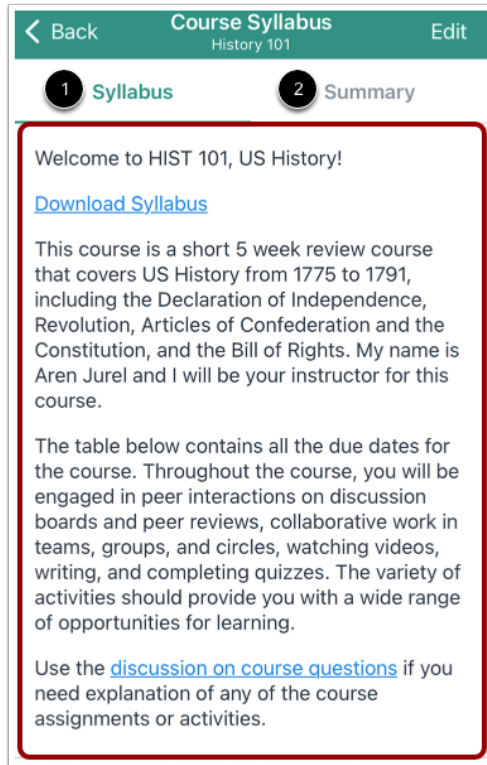 Back
Course Syllabus
History 101
Edit
1 Syllabus
2 Summary
Welcome to HIST 101, US History!
Download Syllabus
This course is a short 5 week review course
that covers US History from 1775 to 1791,
including the Declaration of Independence,
Revolution, Articles of Confederation and the
Constitution, and the Bill of Rights. My name is
Aren Jurel and I will be your instructor for this
course.
The table below contains all the due dates for
the course. Throughout the course, you will be
engaged in peer interactions on discussion
boards and peer reviews, collaborative work in
teams, groups, and circles, watching videos,
writing, and completing quizzes. The variety of
activities should provide you with a wide range
of opportunities for learning.
Use the discussion on course questions if you
need explanation of any of the course
assignments or activities.